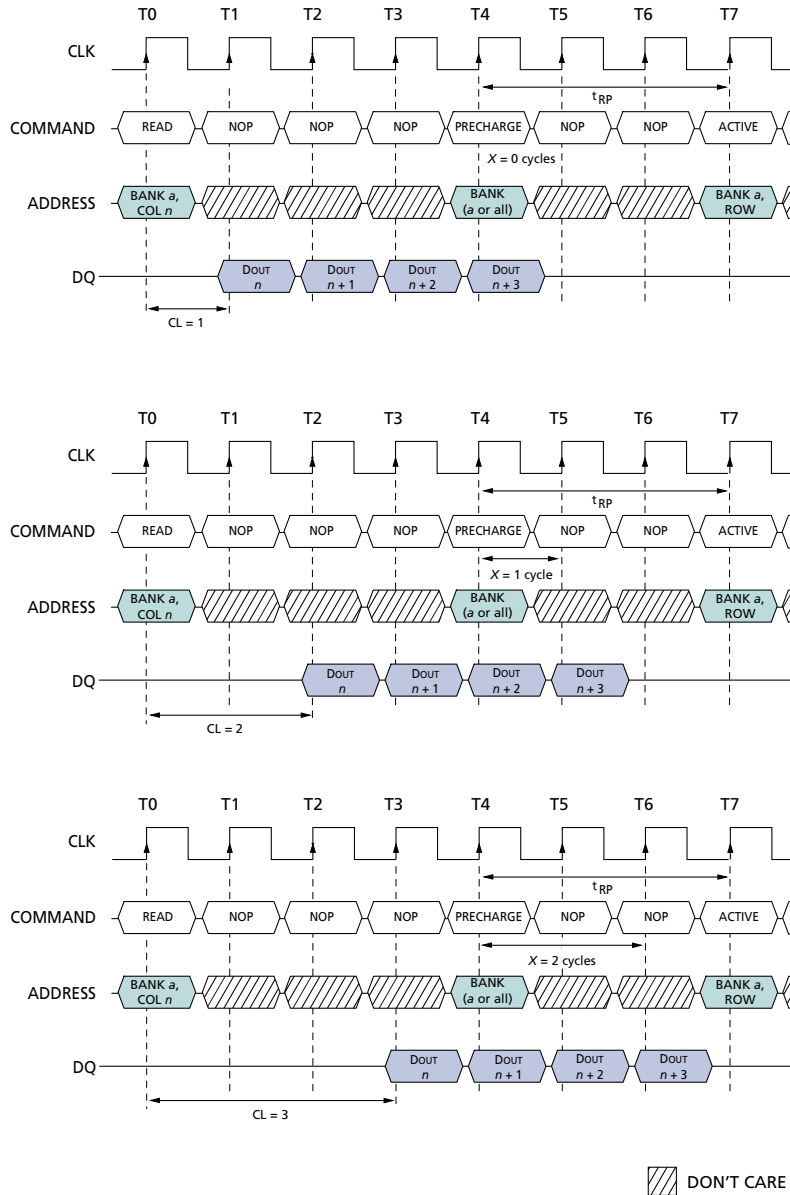 T0 T1 T2 T3 T4 T5 T6 T7
CLK
tRP
COMMAND READ NOP NOP NOP PRECHARGE NOP NOP ACTIVE
X = 0 cycles
ADDRESS BANK a, COL n BANK (a or all) BANK a, ROW
DQ DOUT n DOUT n + 1 DOUT n + 2 DOUT n + 3
CL = 1
T0 T1 T2 T3 T4 T5 T6 T7
CLK
tRP
COMMAND READ NOP NOP NOP PRECHARGE NOP NOP ACTIVE
X = 1 cycle
ADDRESS BANK a, COL n BANK (a or all) BANK a, ROW
DQ DOUT n DOUT n + 1 DOUT n + 2 DOUT n + 3
CL = 2
T0 T1 T2 T3 T4 T5 T6 T7
CLK
tRP
COMMAND READ NOP NOP NOP PRECHARGE NOP NOP ACTIVE
X = 2 cycles
ADDRESS BANK a, COL n BANK (a or all) BANK a, ROW
DQ DOUT n DOUT n + 1 DOUT n + 2 DOUT n + 3
CL = 3
DON'T CARE